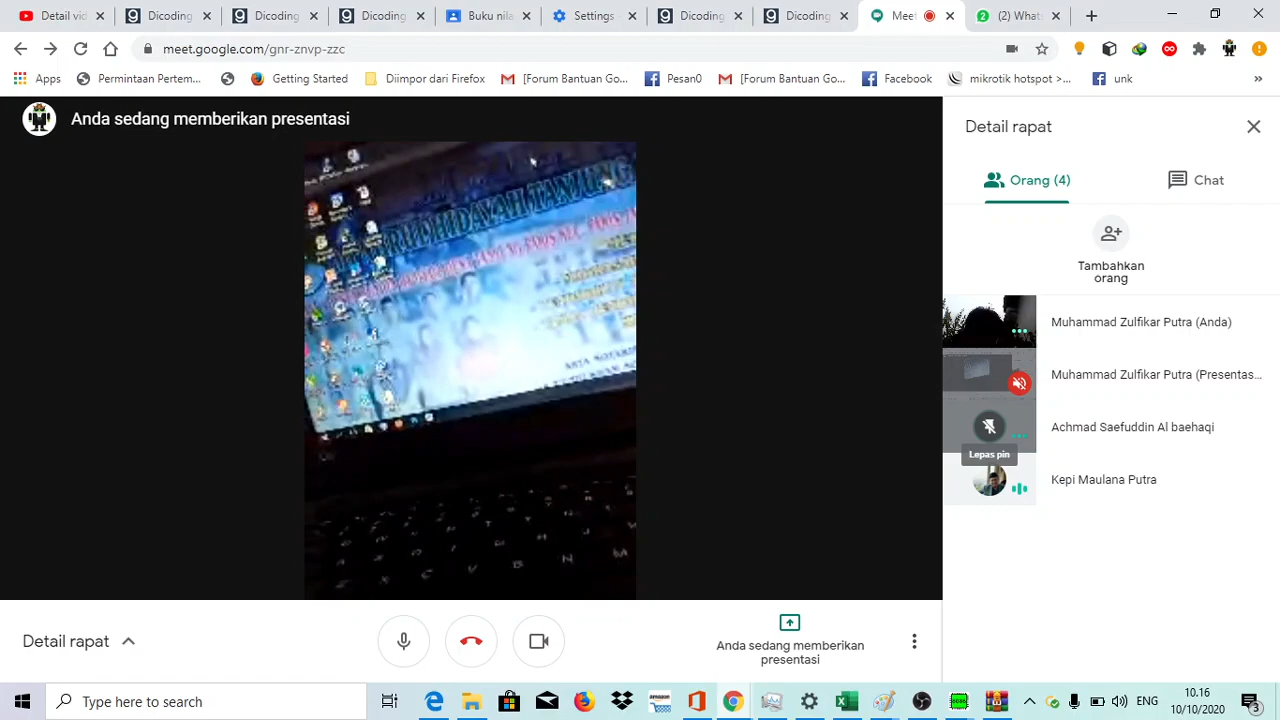 Detail vid
Dicoding
Dicoding
Dicoding
Buku nila
Settings
Dicoding
Dicoding
Meet
(2) Whats
meet.google.com/gnr-znvp-zzc
Apps
Permintaan Pertem...
Getting Started
Diimpor dari Firefox
[Forum Bantuan Go...
Pesan0
[Forum Bantuan Go...
Facebook
mikrotik hotspot >...
unk
»
Anda sedang memberikan presentasi
Detail rapat
Orang (4)
Chat
Tambahkan
orang
Muhammad Zulfikar Putra (Anda)
Muhammad Zulfikar Putra (Presentas...
Achmad Saefuddin Al baehaqi
Lepas pin
Kepi Maulana Putra
Detail rapat
Anda sedang memberikan
presentasi
Type here to search
amazon
ENG
10.16
10/10/2020
3